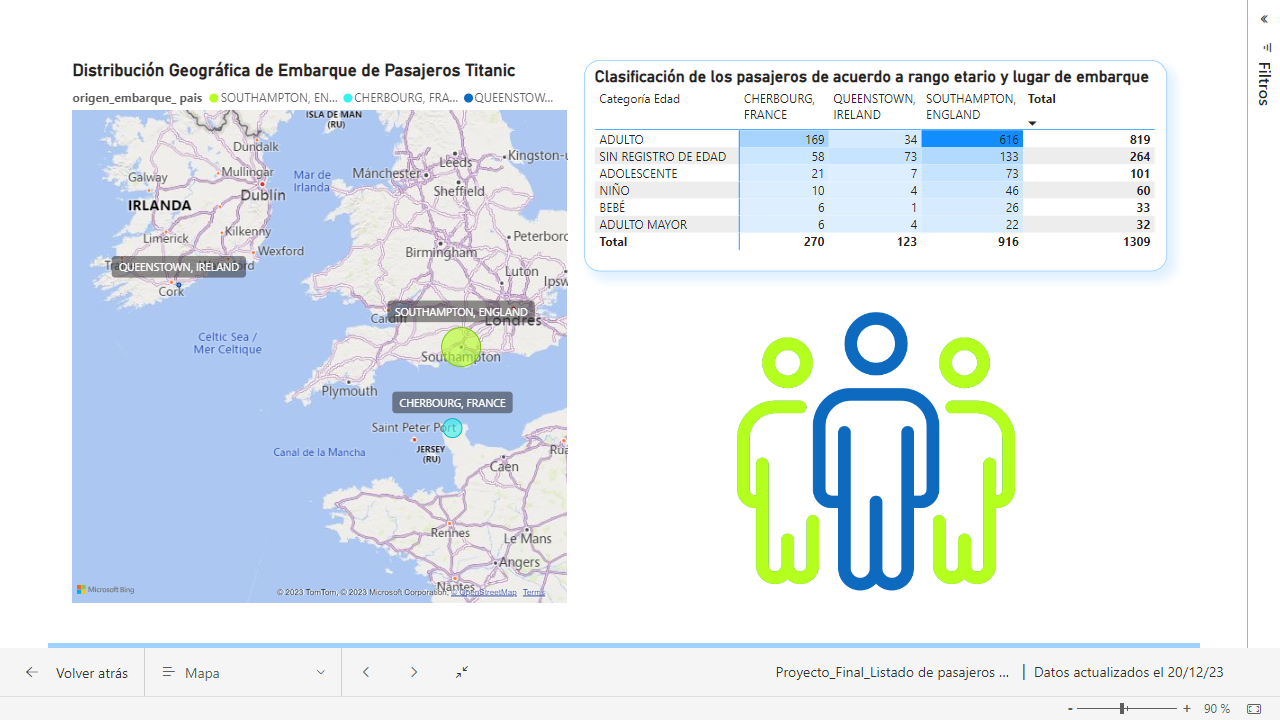 Distribución Geográfica de Embarque de Pasajeros Titanic
origen_embarque_ pais SOUTHAMPTON, EN... CHERBOURG, FRA... QUEENSTOW...
ISLA DE MAN
(RU)
Dundalk
Galway
Mullingar
Mar de
Irlanda
Dublín
IRLANDA
Limerick
Kilkenny
Wexford
QUEENSTOWN, IRELAND
Cork
Leeds
Kingston-u
Mánchester
Sheffield
Peterboro
Birmingham
Luton
Ipsw
SOUTHAMPTON, ENGLAND
Cardiff
Londres
Celtic Sea /
Mer Celtique
Southampton
Plymouth
CHERBOURG, FRANCE
Saint Peter Port
JERSEY
(RU)
Canal de la Mancha
Caen
Rua
Rennes
Le Mans
Angers
Nantes
Microsoft Bing
© 2023 TomTom, © 2023 Microsoft Corporation, © OpenStreetMap Terms
Clasificación de los pasajeros de acuerdo a rango etario y lugar de embarque
Categoría Edad CHERBOURG, FRANCE QUEENSTOWN, IRELAND SOUTHAMPTON, ENGLAND Total
ADULTO 169 34 616 819
SIN REGISTRO DE EDAD 58 73 133 264
ADOLESCENTE 21 7 73 101
NIÑO 10 4 46 60
BEBÉ 6 1 26 33
ADULTO MAYOR 6 4 22 32
Total 270 123 916 1309
Filtros
Volver atrás
Mapa
Proyecto_Final_Listado de pasajeros ... | Datos actualizados el 20/12/23
- + 90 %